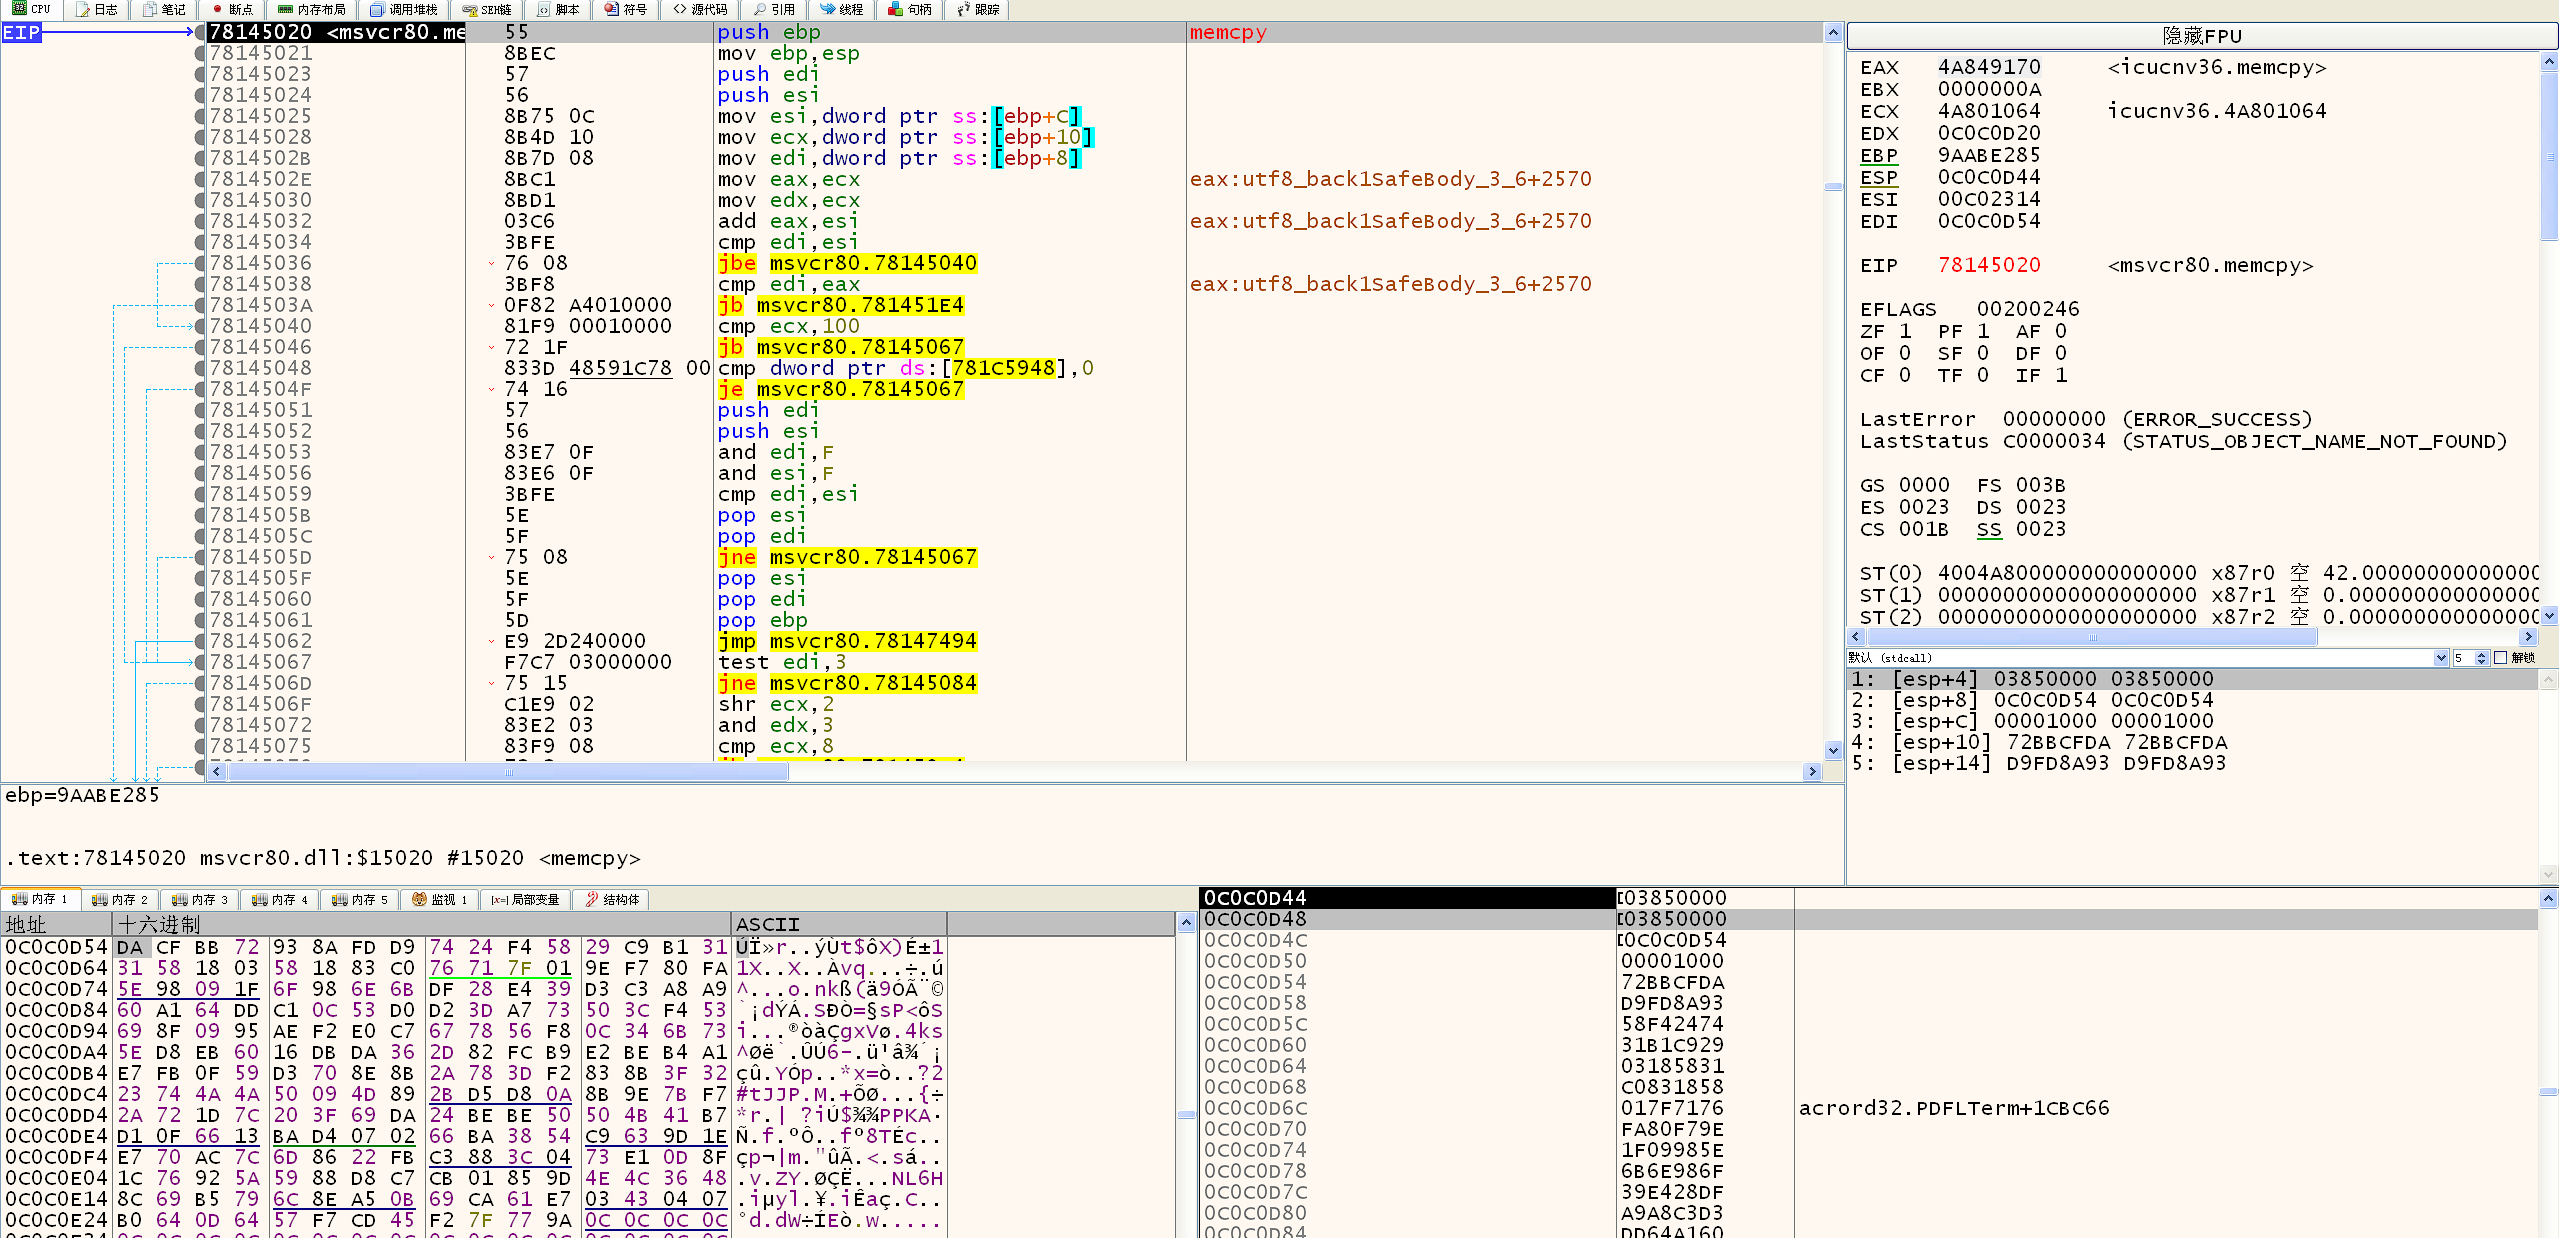 CPU 日志 笔记 断点 内存布局 调用堆栈 SEH链 脚本 符号 源代码 引用 线程 句柄 跟踪
EIP
78145020 <msvcr80.me 55 push ebp memcpy
78145021 8BEC mov ebp,esp
78145023 57 push edi
78145024 56 push esi
78145025 8B75 0C mov esi,dword ptr ss:[ebp+C]
78145028 8B4D 10 mov ecx,dword ptr ss:[ebp+10]
7814502B 8B7D 08 mov edi,dword ptr ss:[ebp+8]
7814502E 8BC1 mov eax,ecx eax:utf8_back1SafeBody_3_6+2570
78145030 8BD1 mov edx,ecx
78145032 03C6 add eax,esi eax:utf8_back1SafeBody_3_6+2570
78145034 3BFE cmp edi,esi
78145036 76 08 jbe msvcr80.78145040
78145038 3BF8 cmp edi,eax eax:utf8_back1SafeBody_3_6+2570
7814503A 0F82 A4010000 jb msvcr80.781451E4
78145040 81F9 00010000 cmp ecx,100
78145046 72 1F jb msvcr80.78145067
78145048 833D 48591C78 00 cmp dword ptr ds:[781C5948],0
7814504F 74 16 je msvcr80.78145067
78145051 57 push edi
78145052 56 push esi
78145053 83E7 0F and edi,F
78145056 83E6 0F and esi,F
78145059 3BFE cmp edi,esi
7814505B 5E pop esi
7814505C 5F pop edi
7814505D 75 08 jne msvcr80.78145067
7814505F 5E pop esi
78145060 5F pop edi
78145061 5D pop ebp
78145062 E9 2D240000 jmp msvcr80.78147494
78145067 F7C7 03000000 test edi,3
7814506D 75 15 jne msvcr80.78145084
7814506F C1E9 02 shr ecx,2
78145072 83E2 03 and edx,3
78145075 83F9 08 cmp ecx,8
ebp=9AABE285
.text:78145020 msvcr80.dll:$15020 #15020 <memcpy>
隐藏FPU
EAX 4A849170 <icucnv36.memcpy>
EBX 0000000A
ECX 4A801064 icucnv36.4A801064
EDX 0C0C0D20
EBP 9AABE285
ESP 0C0C0D44
ESI 00C02314
EDI 0C0C0D54
EIP 78145020 <msvcr80.memcpy>
EFLAGS 00200246
ZF 1 PF 1 AF 0
OF 0 SF 0 DF 0
CF 0 TF 0 IF 1
LastError 00000000 (ERROR_SUCCESS)
LastStatus C0000034 (STATUS_OBJECT_NAME_NOT_FOUND)
GS 0000 FS 003B
ES 0023 DS 0023
CS 001B SS 0023
ST(0) 4004A800000000000000 x87r0 空 42.00000000000000
ST(1) 00000000000000000000 x87r1 空 0.000000000000000
ST(2) 00000000000000000000 x87r2 空 0.000000000000000
默认 (stdcall) 5 解锁
1: [esp+4] 03850000 03850000
2: [esp+8] 0C0C0D54 0C0C0D54
3: [esp+C] 00001000 00001000
4: [esp+10] 72BBCFDA 72BBCFDA
5: [esp+14] D9FD8A93 D9FD8A93
内存 1 内存 2 内存 3 内存 4 内存 5 监视 1 [x=] 局部变量 结构体
地址 十六进制 ASCII
0C0C0D54 DA CF BB 72 93 8A FD D9 74 24 F4 58 29 C9 B1 31 ÚÏ»r..ýÙt$ôX)É±1
0C0C0D64 31 58 18 03 58 18 83 C0 76 71 7F 01 9E F7 80 FA 1X..X..Àvq...÷.ú
0C0C0D74 5E 98 09 1F 6F 98 6E 6B DF 28 E4 39 D3 C3 A8 A9 ^...o.nkß(ä9ÓÃ¨©
0C0C0D84 60 A1 64 DD C1 0C 53 D0 D2 3D A7 73 50 3C F4 53 `¡dÝÁ.SÐÒ=§sP<ôS
0C0C0D94 69 8F 09 95 AE F2 E0 C7 67 78 56 F8 0C 34 6B 73 i...®òàÇgxVø.4ks
0C0C0DA4 5E D8 EB 60 16 DB DA 36 2D 82 FC B9 E2 BE B4 A1 ^Øë`.ÛÚ6-.ü¹â¾´¡
0C0C0DB4 E7 FB 0F 59 D3 70 8E 8B 2A 78 3D F2 83 8B 3F 32 çû.YÓp..*x=ò..?2
0C0C0DC4 23 74 4A 4A 50 09 4D 89 2B D5 D8 0A 8B 9E 7B F7 #tJJP.M.+ÕØ...{÷
0C0C0DD4 2A 72 1D 7C 20 3F 69 DA 24 BE BE 50 50 4B 41 B7 *r.| ?iÚ$¾¾PPKA·
0C0C0DE4 D1 0F 66 13 BA D4 07 02 66 BA 38 54 C9 63 9D 1E Ñ.f.ºÔ..fº8TÉc..
0C0C0DF4 E7 70 AC 7C 6D 86 22 FB C3 88 3C 04 73 E1 0D 8F çp¬|m."ûÃ.<.sá..
0C0C0E04 1C 76 92 5A 59 88 D8 C7 CB 01 85 9D 4E 4C 36 48 .v.ZY.ØÇË...NL6H
0C0C0E14 8C 69 B5 79 6C 8E A5 0B 69 CA 61 E7 03 43 04 07 .iµyl.¥.iÊaç.C..
0C0C0E24 B0 64 0D 64 57 F7 CD 45 F2 7F 77 9A 0C 0C 0C 0C °d.dW÷ÍEò.w.....
0C0C0D44 03850000
0C0C0D48 03850000
0C0C0D4C 0C0C0D54
0C0C0D50 00001000
0C0C0D54 72BBCFDA
0C0C0D58 D9FD8A93
0C0C0D5C 58F42474
0C0C0D60 31B1C929
0C0C0D64 03185831
0C0C0D68 C0831858
0C0C0D6C 017F7176 acrord32.PDFLTerm+1CBC66
0C0C0D70 FA80F79E
0C0C0D74 1F09985E
0C0C0D78 6B6E986F
0C0C0D7C 39E428DF
0C0C0D80 A9A8C3D3
0C0C0D84 DD64A160